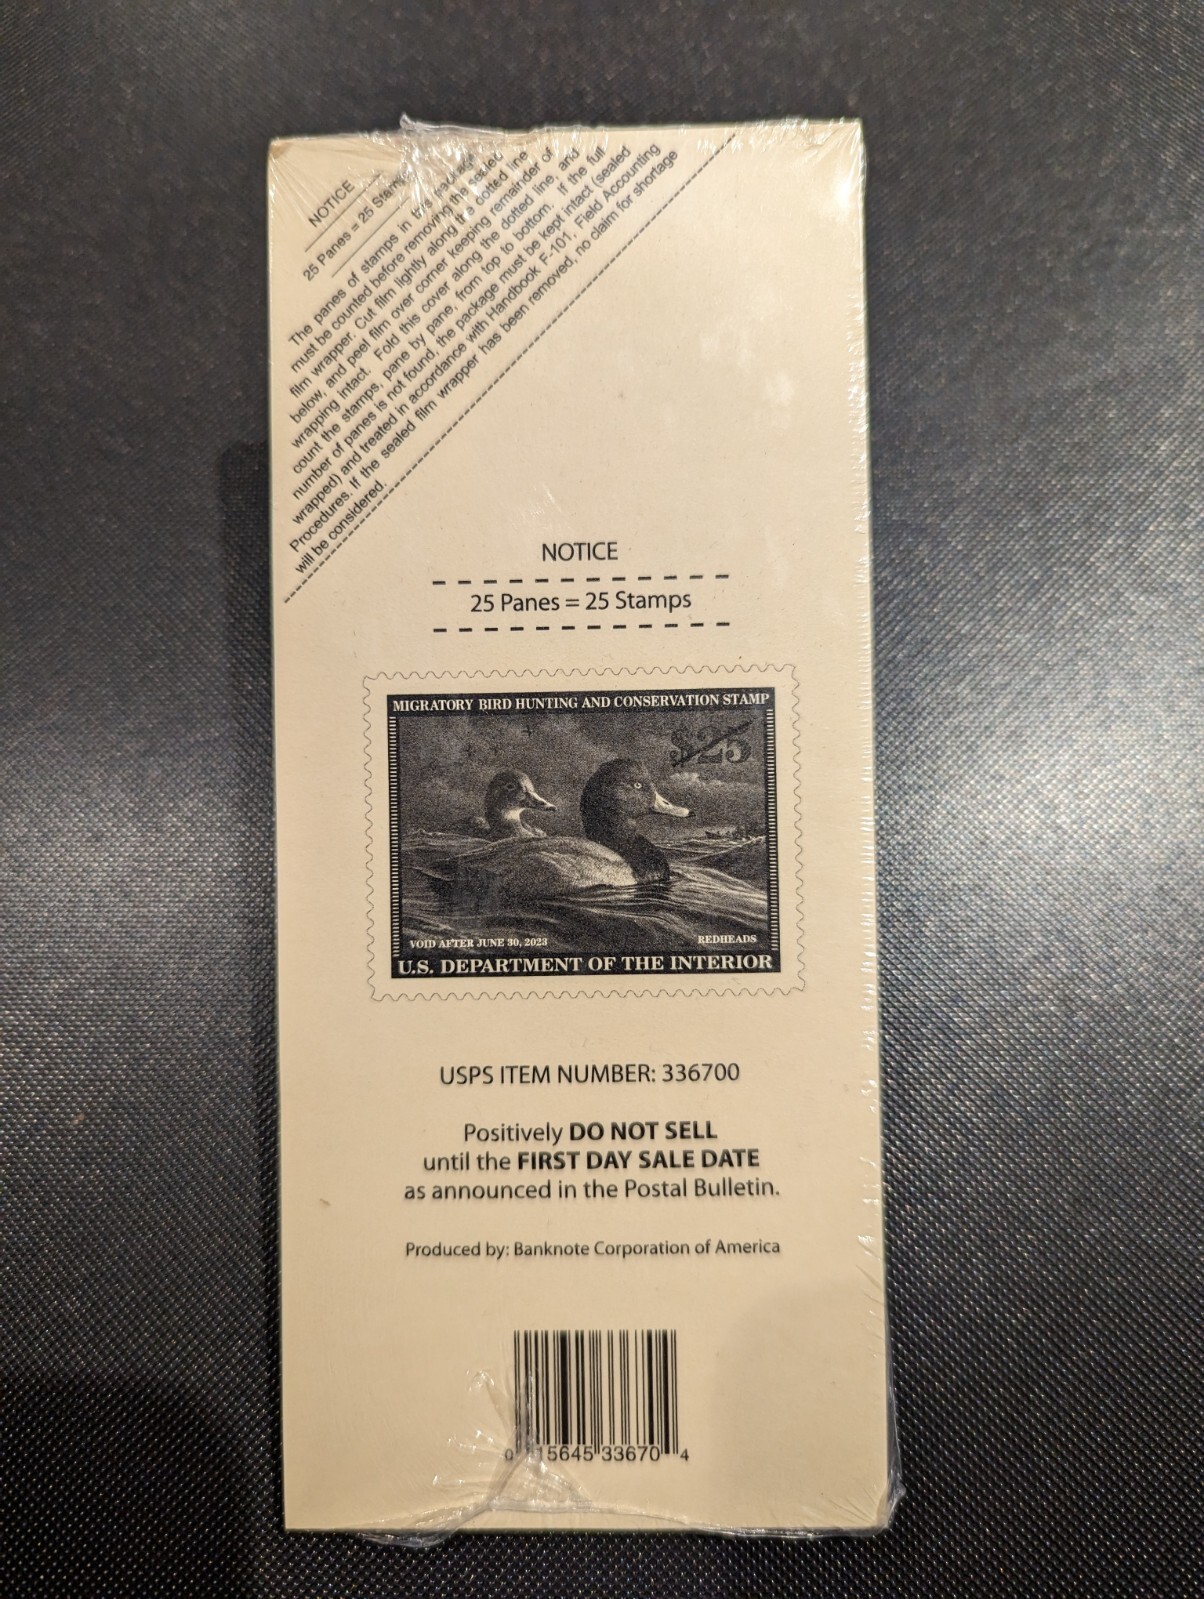 NOTICE
25 Panes = 25 Stamps
The panes of stamps in this package
must be counted before removing the sealed
film wrapper. Cut film lightly along the dotted line
below, and peel film over corner keeping remainder of
wrapping intact. Fold this cover along the dotted line, and
count the stamps, pane by pane, from top to bottom. If the full
number of panes is not found, the package must be kept intact (sealed
wrapped) and treated in accordance with Handbook F-101, Field Accounting
Procedures. If the sealed film wrapper has been removed, no claim for shortage
will be considered.
NOTICE
25 Panes = 25 Stamps
MIGRATORY BIRD HUNTING AND CONSERVATION STAMP
$25
VOID AFTER JUNE 30, 2023
REDHEADS
U.S. DEPARTMENT OF THE INTERIOR
USPS ITEM NUMBER: 336700
Positively DO NOT SELL
until the FIRST DAY SALE DATE
as announced in the Postal Bulletin.
Produced by: Banknote Corporation of America
0 15645 33670 4